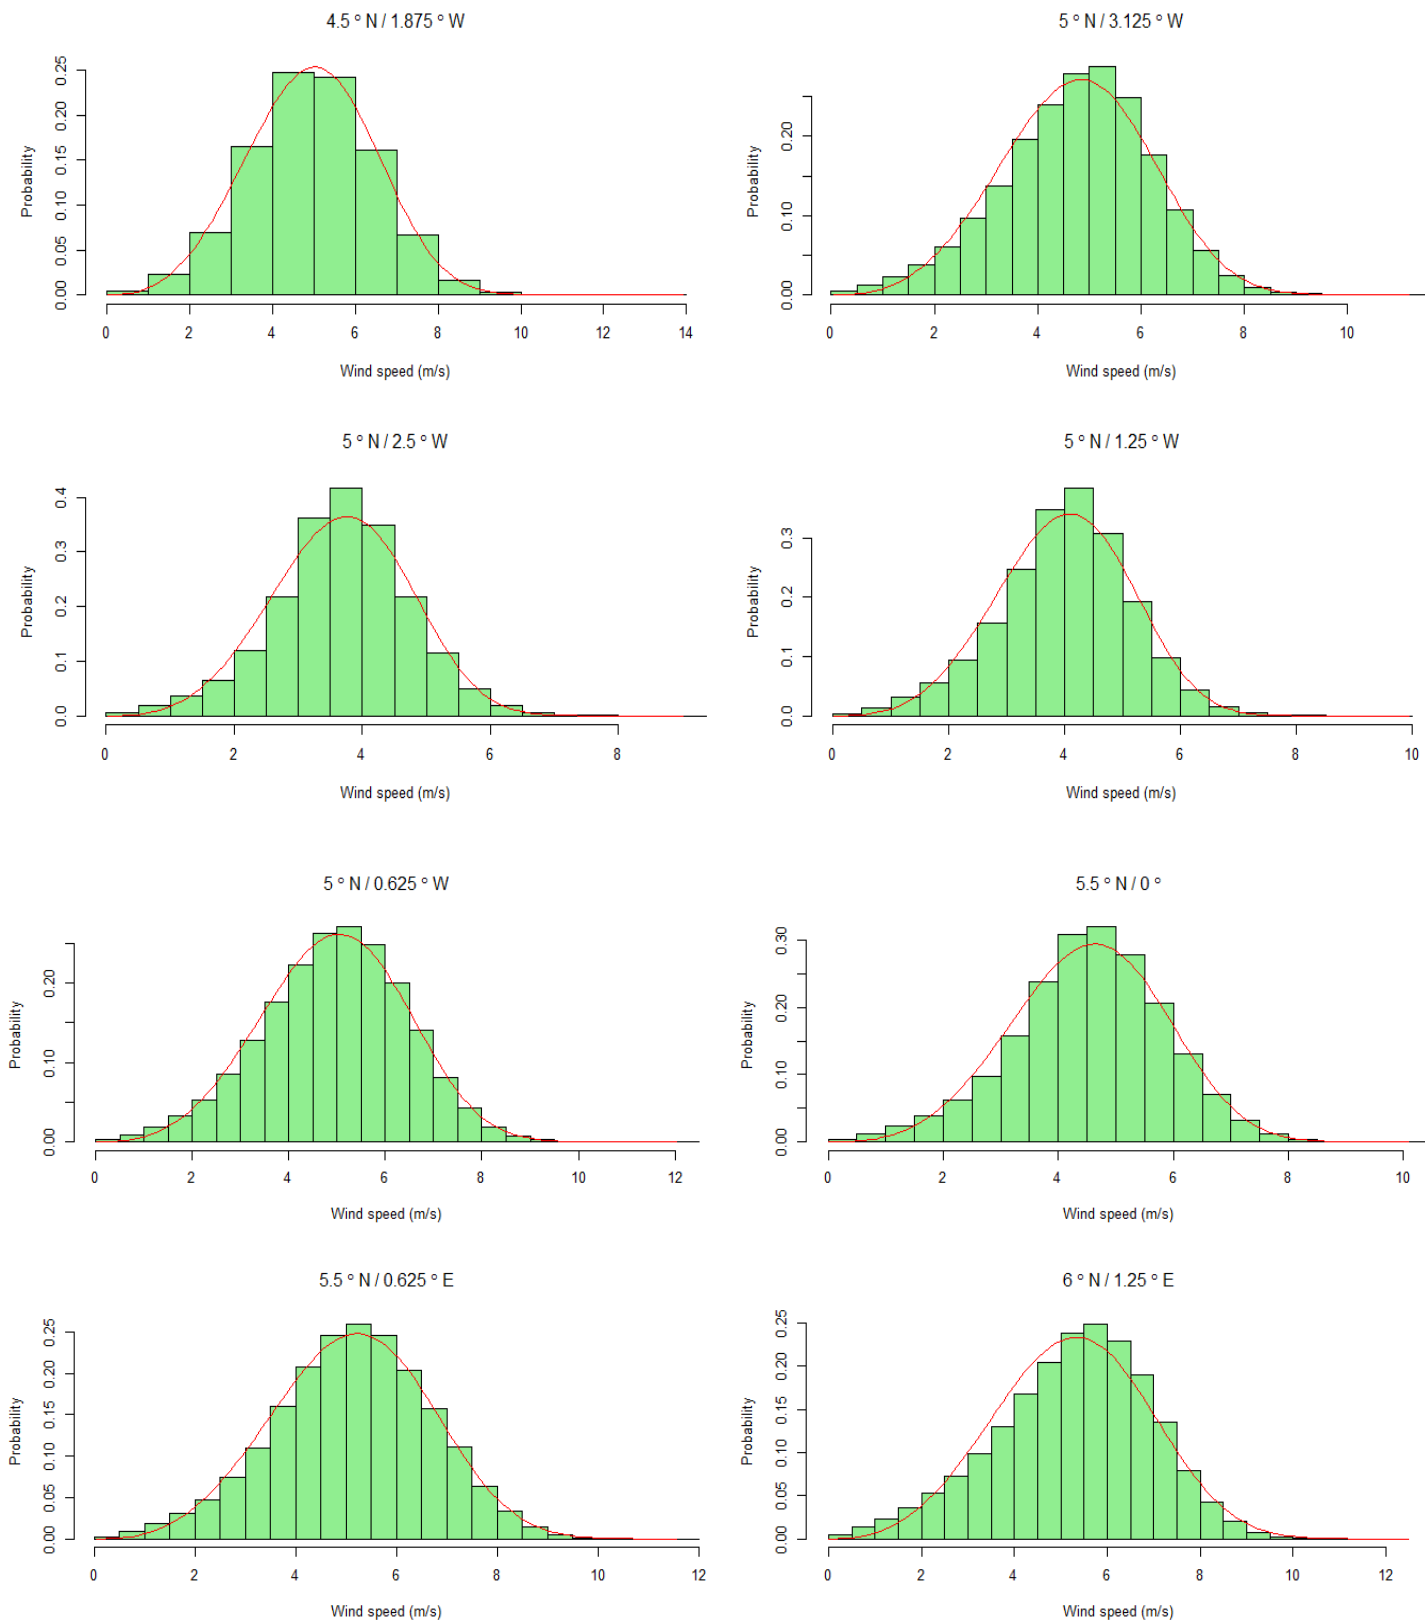 4.5 ° N / 1.875 ° W
Probability
0.00 0.05 0.10 0.15 0.20 0.25
0 2 4 6 8 10 12 14
Wind speed (m/s)
5 ° N / 3.125 ° W
Probability
0.00 0.10 0.20
0 2 4 6 8 10
Wind speed (m/s)
5 ° N / 2.5 ° W
Probability
0.0 0.1 0.2 0.3 0.4
0 2 4 6 8
Wind speed (m/s)
5 ° N / 1.25 ° W
Probability
0.0 0.1 0.2 0.3
0 2 4 6 8 10
Wind speed (m/s)
5 ° N / 0.625 ° W
Probability
0.00 0.10 0.20
0 2 4 6 8 10 12
Wind speed (m/s)
5.5 ° N / 0 °
Probability
0.00 0.10 0.20 0.30
0 2 4 6 8 10
Wind speed (m/s)
5.5 ° N / 0.625 ° E
Probability
0.00 0.05 0.10 0.15 0.20 0.25
0 2 4 6 8 10 12
Wind speed (m/s)
6 ° N / 1.25 ° E
Probability
0.00 0.05 0.10 0.15 0.20 0.25
0 2 4 6 8 10 12
Wind speed (m/s)